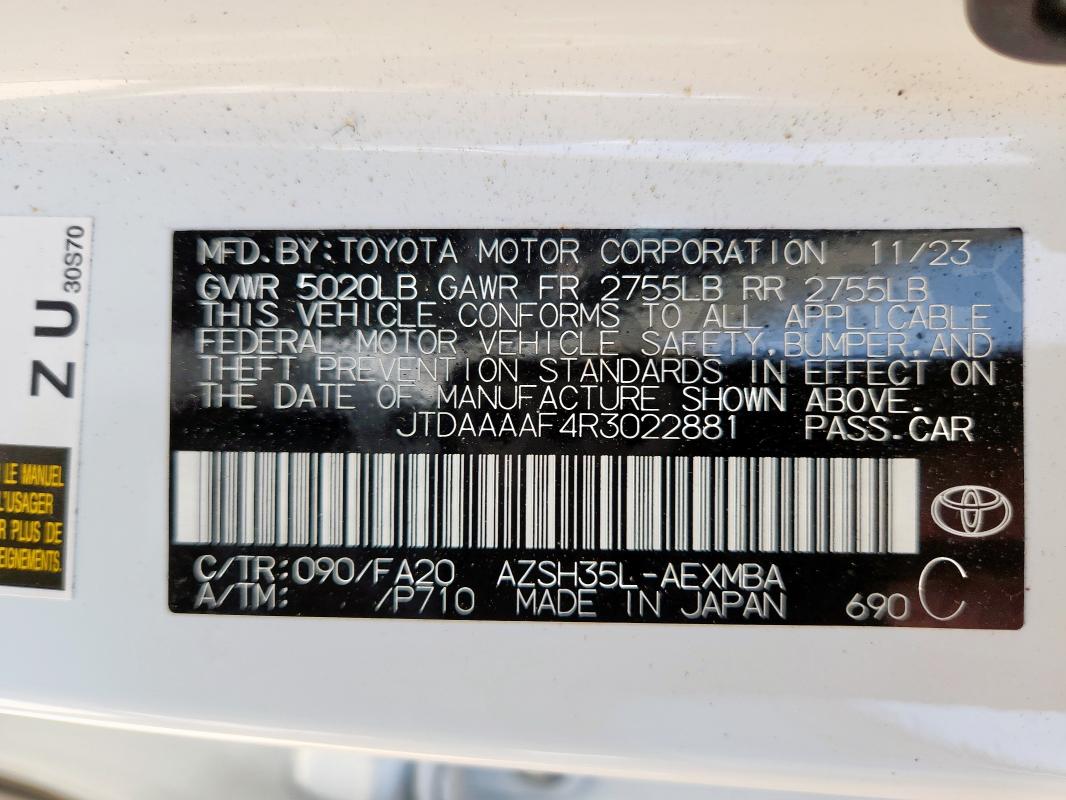 MFD.BY:TOYOTA MOTOR CORPORATION 11/23
GVWR 5020LB GAWR FR 2755LB RR 2755LB
THIS VEHICLE CONFORMS TO ALL APPLICABLE
FEDERAL MOTOR VEHICLE SAFETY,BUMPER,AND
THEFT PREVENTION STANDARDS IN EFFECT ON
THE DATE OF MANUFACTURE SHOWN ABOVE.
JTDAAAAF4R3022881 PASS.CAR
C/TR:090/FA20 AZSH35L-AEXMBA
A/TM: /P710 MADE IN JAPAN 690 C
ZU 30S70
LE MANUEL
L'USAGER
PLUS DE